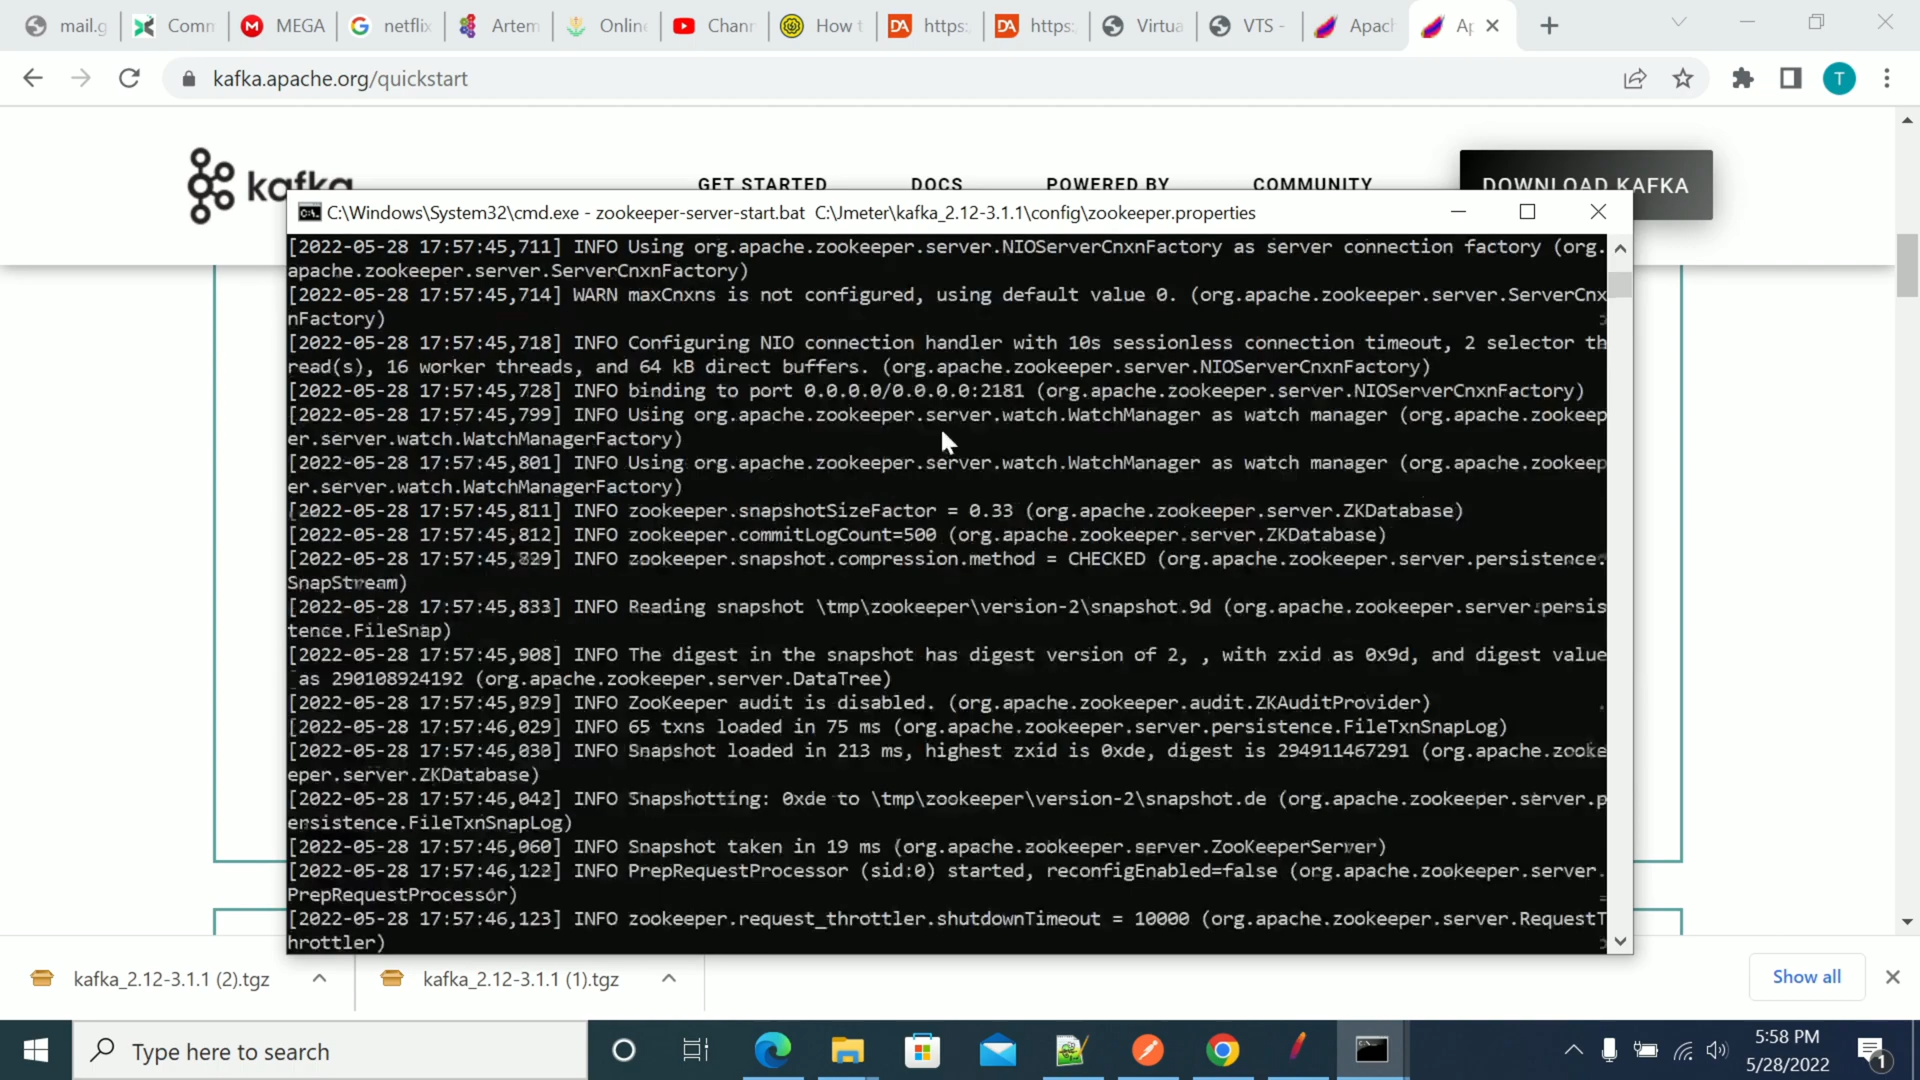 mail.g
Comm
MEGA
netflix
Artem
Online
Chann
How t
https:
https:
Virtua
VTS -
Apach
Ap
kafka.apache.org/quickstart
T
kafka
GET STARTED
DOCS
POWERED BY
COMMUNITY
DOWNLOAD KAFKA
C:\Windows\System32\cmd.exe - zookeeper-server-start.bat C:\Jmeter\kafka_2.12-3.1.1\config\zookeeper.properties
[2022-05-28 17:57:45,711] INFO Using org.apache.zookeeper.server.NIOServerCnxnFactory as server connection factory (org.
apache.zookeeper.server.ServerCnxnFactory)
[2022-05-28 17:57:45,714] WARN maxCnxns is not configured, using default value 0. (org.apache.zookeeper.server.ServerCnx
nFactory)
[2022-05-28 17:57:45,718] INFO Configuring NIO connection handler with 10s sessionless connection timeout, 2 selector th
read(s), 16 worker threads, and 64 kB direct buffers. (org.apache.zookeeper.server.NIOServerCnxnFactory)
[2022-05-28 17:57:45,728] INFO binding to port 0.0.0.0/0.0.0.0:2181 (org.apache.zookeeper.server.NIOServerCnxnFactory)
[2022-05-28 17:57:45,799] INFO Using org.apache.zookeeper.server.watch.WatchManager as watch manager (org.apache.zookeep
er.server.watch.WatchManagerFactory)
[2022-05-28 17:57:45,801] INFO Using org.apache.zookeeper.server.watch.WatchManager as watch manager (org.apache.zookeep
er.server.watch.WatchManagerFactory)
[2022-05-28 17:57:45,811] INFO zookeeper.snapshotSizeFactor = 0.33 (org.apache.zookeeper.server.ZKDatabase)
[2022-05-28 17:57:45,812] INFO zookeeper.commitLogCount=500 (org.apache.zookeeper.server.ZKDatabase)
[2022-05-28 17:57:45,829] INFO zookeeper.snapshot.compression.method = CHECKED (org.apache.zookeeper.server.persistence.
SnapStream)
[2022-05-28 17:57:45,833] INFO Reading snapshot \tmp\zookeeper\version-2\snapshot.9d (org.apache.zookeeper.server.persis
tence.FileSnap)
[2022-05-28 17:57:45,908] INFO The digest in the snapshot has digest version of 2, , with zxid as 0x9d, and digest value
as 290108924192 (org.apache.zookeeper.server.DataTree)
[2022-05-28 17:57:45,929] INFO ZooKeeper audit is disabled. (org.apache.zookeeper.audit.ZKAuditProvider)
[2022-05-28 17:57:46,029] INFO 65 txns loaded in 75 ms (org.apache.zookeeper.server.persistence.FileTxnSnapLog)
[2022-05-28 17:57:46,030] INFO Snapshot loaded in 213 ms, highest zxid is 0xde, digest is 294911467291 (org.apache.zooke
eper.server.ZKDatabase)
[2022-05-28 17:57:46,042] INFO Snapshotting: 0xde to \tmp\zookeeper\version-2\snapshot.de (org.apache.zookeeper.server.p
ersistence.FileTxnSnapLog)
[2022-05-28 17:57:46,060] INFO Snapshot taken in 19 ms (org.apache.zookeeper.server.ZooKeeperServer)
[2022-05-28 17:57:46,122] INFO PrepRequestProcessor (sid:0) started, reconfigEnabled=false (org.apache.zookeeper.server.
PrepRequestProcessor)
[2022-05-28 17:57:46,123] INFO zookeeper.request_throttler.shutdownTimeout = 10000 (org.apache.zookeeper.server.RequestT
hrottler)
kafka_2.12-3.1.1 (2).tgz
kafka_2.12-3.1.1 (1).tgz
Show all
Type here to search
5:58 PM
5/28/2022
1